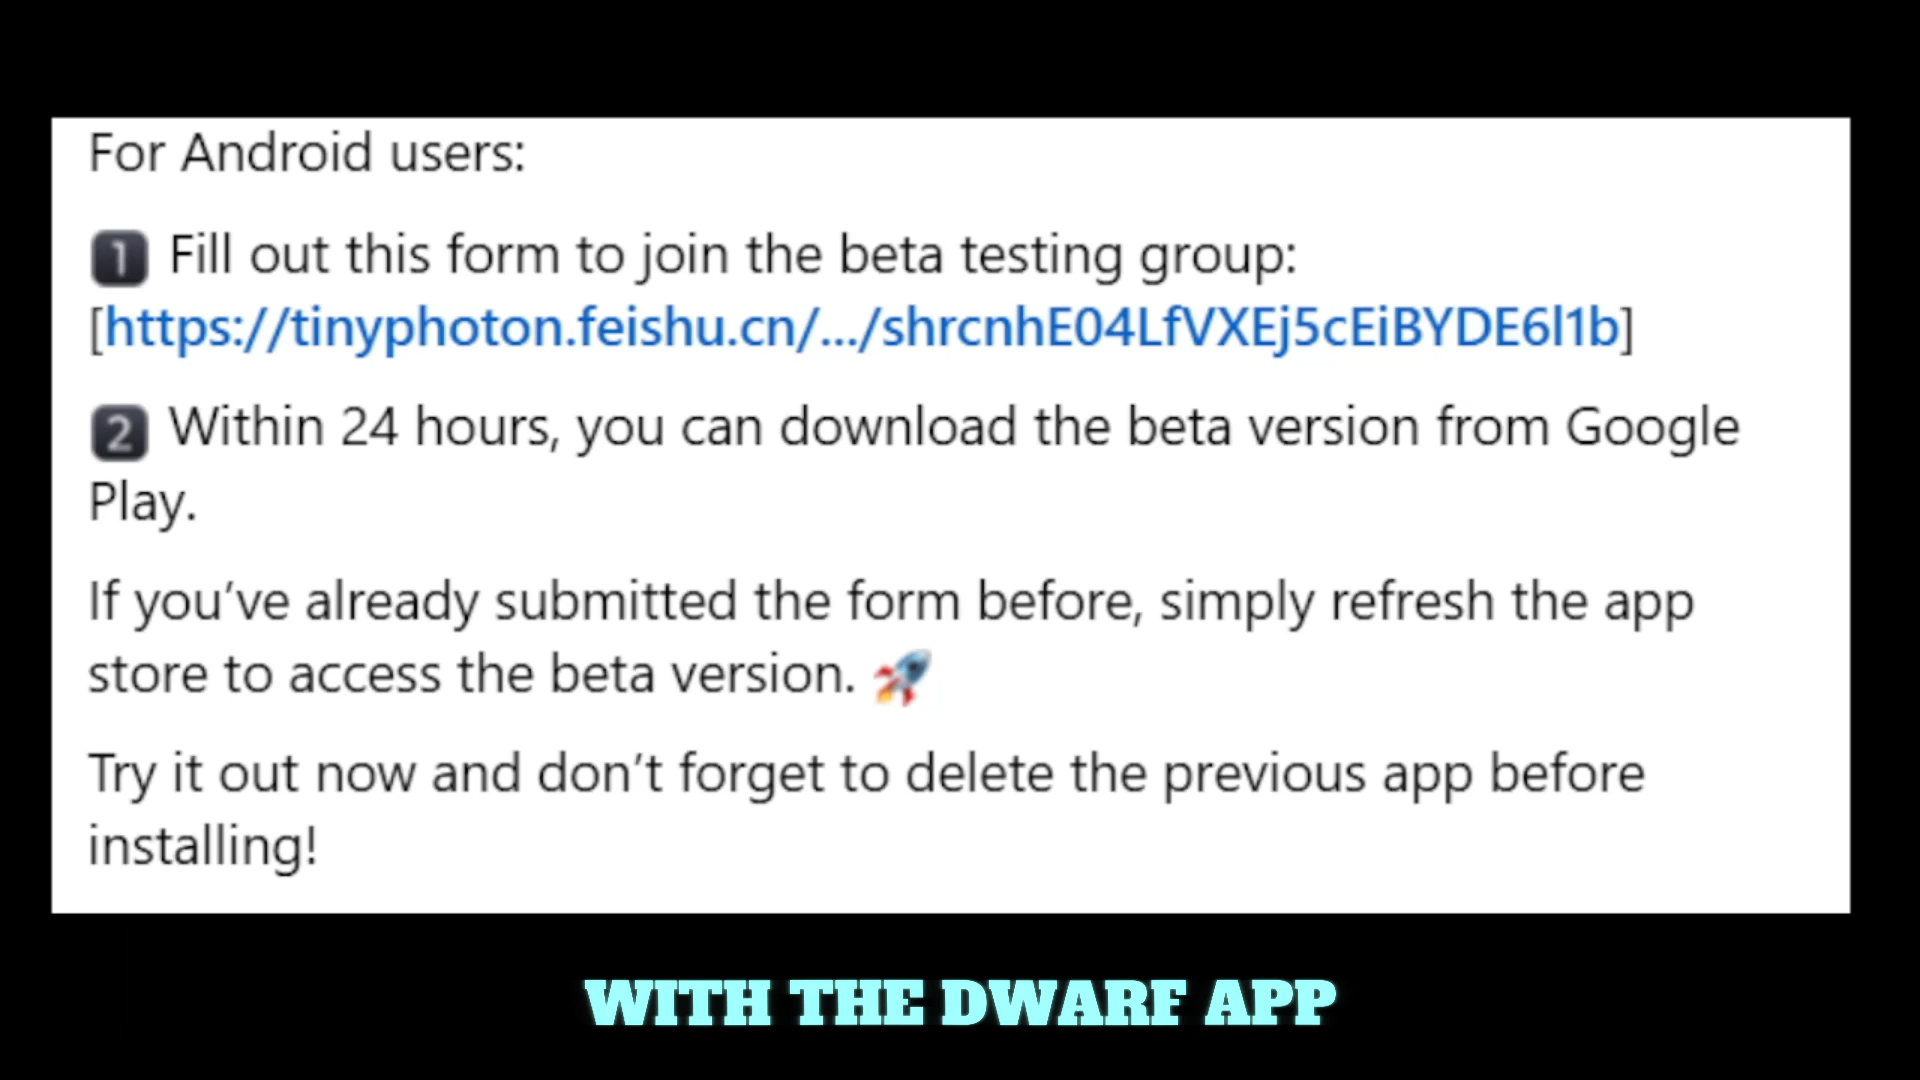 For Android users:
1 Fill out this form to join the beta testing group:
[https://tinyphoton.feishu.cn/.../shrcnhE04LfVXEj5cEiBYDE6l1b]
2 Within 24 hours, you can download the beta version from Google
Play.
If you’ve already submitted the form before, simply refresh the app
store to access the beta version. 🚀
Try it out now and don’t forget to delete the previous app before
installing!
WITH THE DWARF APP